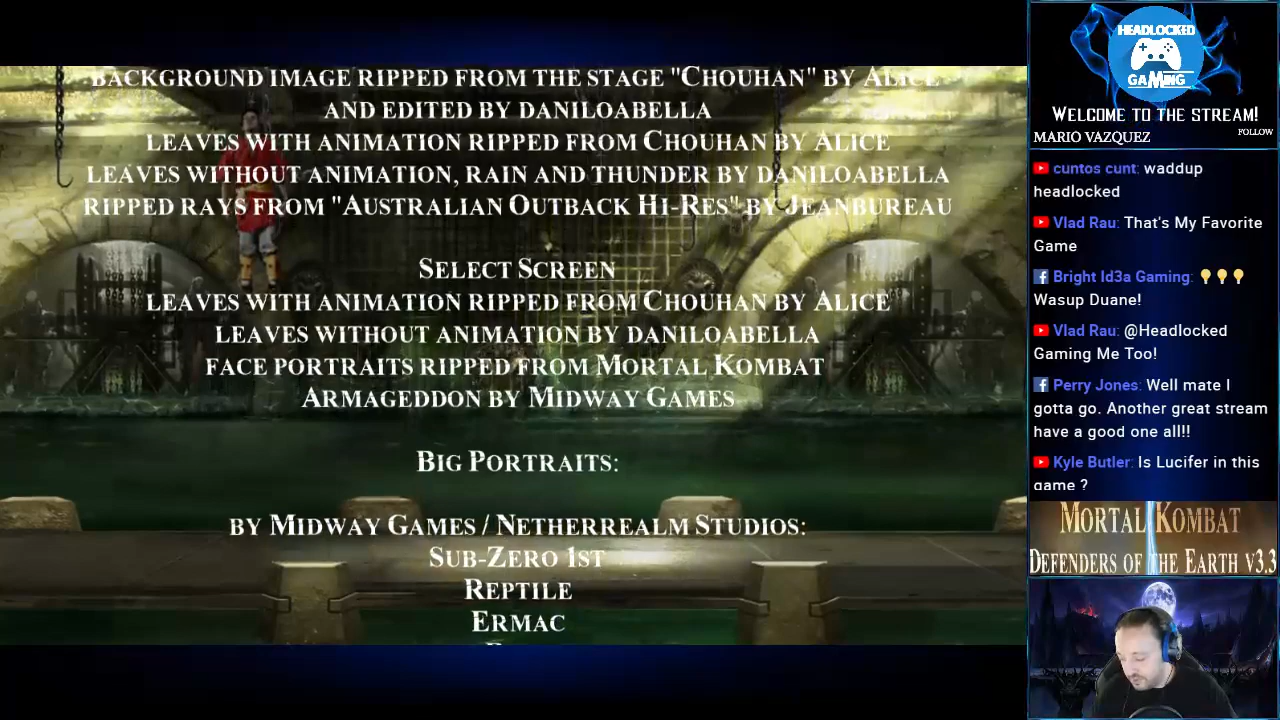 BACKGROUND IMAGE RIPPED FROM THE STAGE "CHOUHAN" BY ALICE
AND EDITED BY DANILOABELLA
LEAVES WITH ANIMATION RIPPED FROM CHOUHAN BY ALICE
LEAVES WITHOUT ANIMATION, RAIN AND THUNDER BY DANILOABELLA
RIPPED RAYS FROM "AUSTRALIAN OUTBACK HI-RES" BY JEANBUREAU
SELECT SCREEN
LEAVES WITH ANIMATION RIPPED FROM CHOUHAN BY ALICE
LEAVES WITHOUT ANIMATION BY DANILOABELLA
FACE PORTRAITS RIPPED FROM MORTAL KOMBAT
ARMAGEDDON BY MIDWAY GAMES
BIG PORTRAITS:
BY MIDWAY GAMES / NETHERREALM STUDIOS:
SUB-ZERO 1ST
REPTILE
ERMAC
HEADLOCKED
GAMING
WELCOME TO THE STREAM!
MARIO VAZQUEZ FOLLOW
cuntos cunt: waddup
headlocked
Vlad Rau: That's My Favorite
Game
Bright Id3a Gaming: 💡💡💡
Wasup Duane!
Vlad Rau: @Headlocked
Gaming Me Too!
Perry Jones: Well mate I
gotta go. Another great stream
have a good one all!!
Kyle Butler: Is Lucifer in this
game ?
MORTAL KOMBAT
DEFENDERS OF THE EARTH V3.3